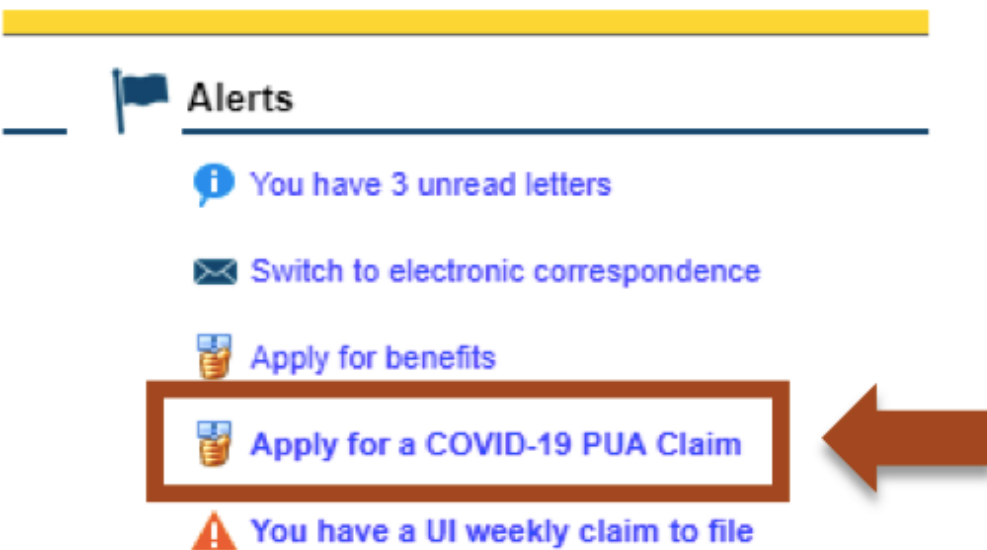 Alerts
You have 3 unread letters
Switch to electronic correspondence
Apply for benefits
Apply for a COVID-19 PUA Claim
You have a UI weekly claim to file